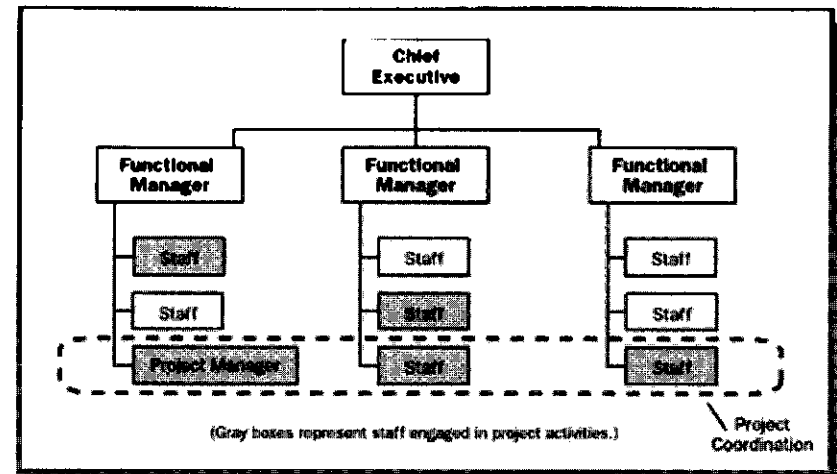 Chief
Executive
Functional
Manager
Functional
Manager
Functional
Manager
Staff
Staff
Staff
Staff
Staff
Staff
Project Manager
Staff
Staff
(Gray boxes represent staff engaged in project activities.)
Project
Coordination